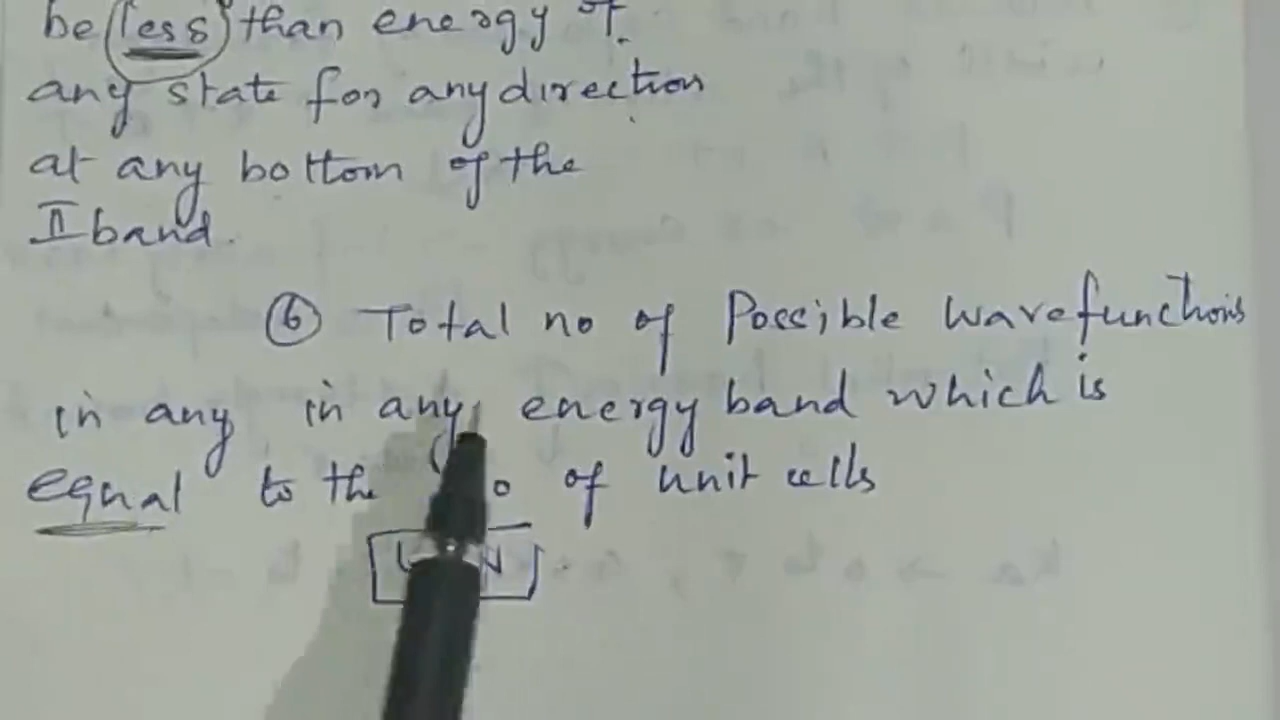 be less than energy of
any state for any direction
at any bottom of the
II band.
⑥ Total no of Possible wavefunctions
in any in any energy band which is
equal to the of unit cells
N